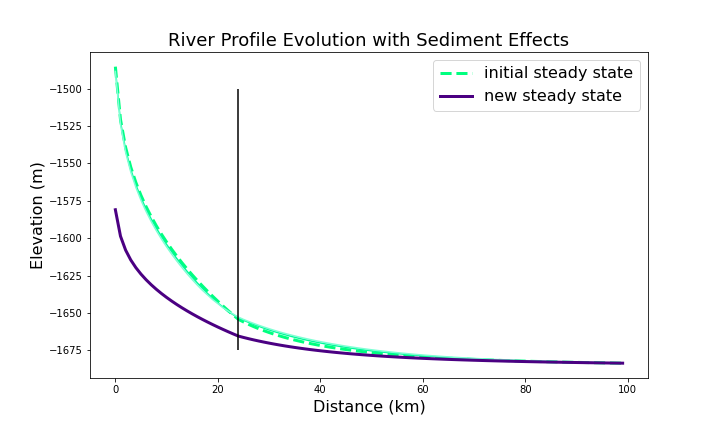 River Profile Evolution with Sediment Effects
initial steady state
new steady state
−1500
−1525
−1550
−1575
−1600
−1625
−1650
−1675
Elevation (m)
0 20 40 60 80 100
Distance (km)